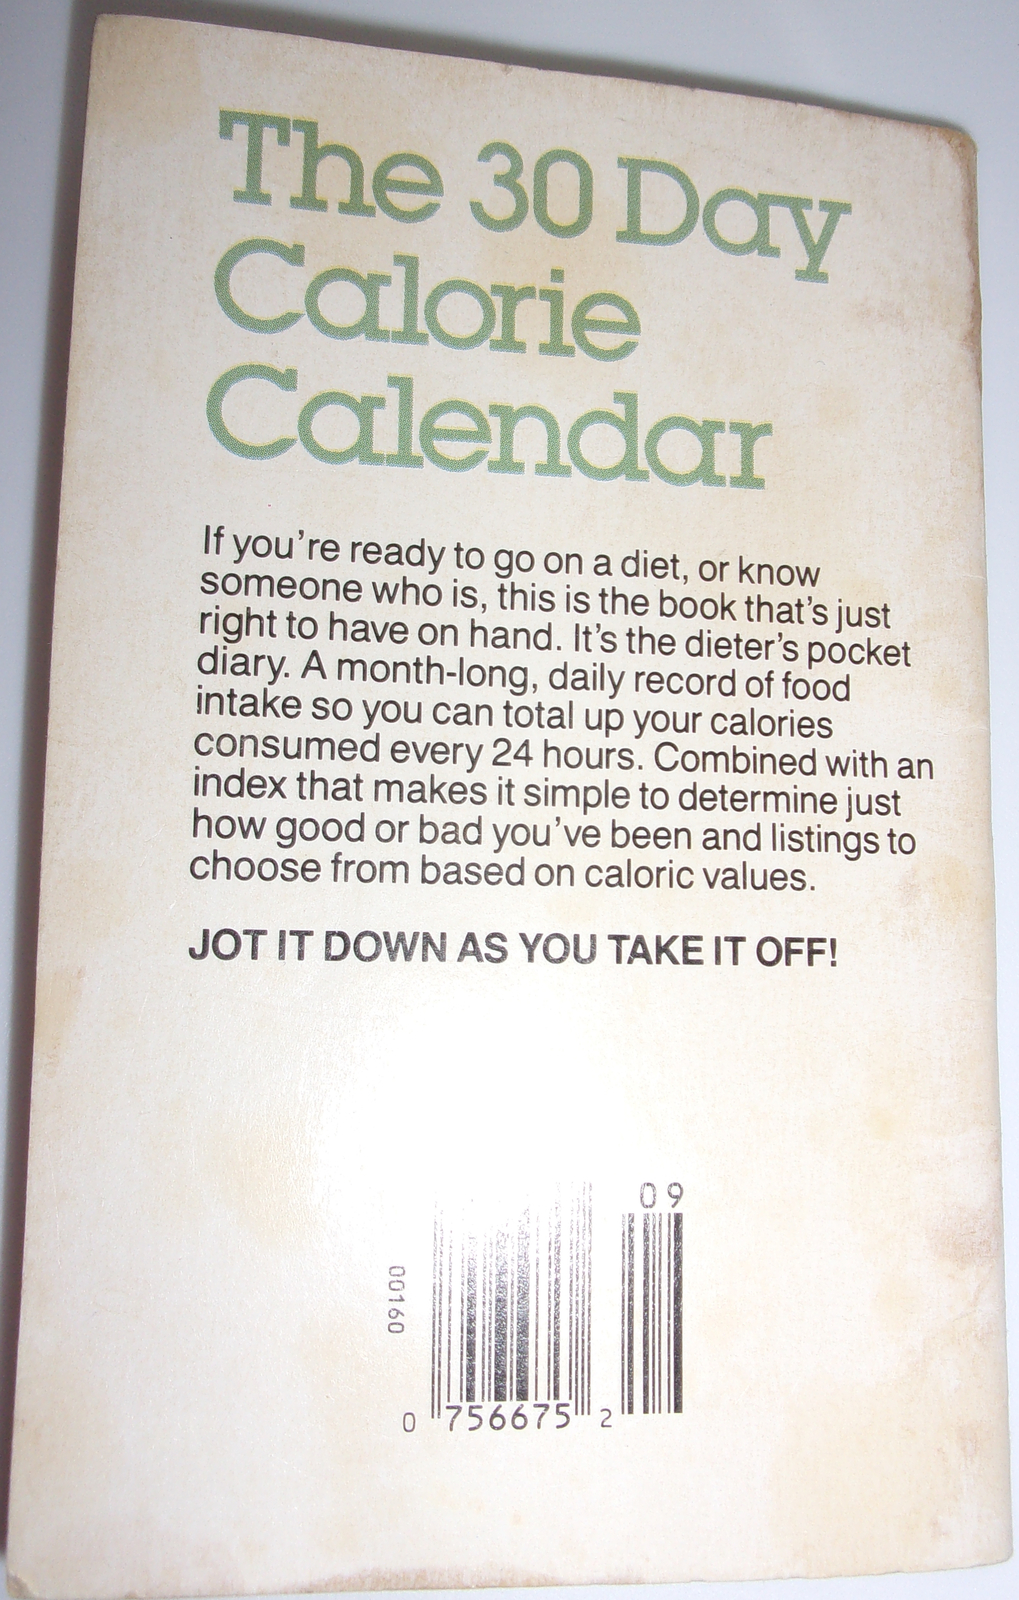 The 30 Day
Calorie
Calendar
If you're ready to go on a diet, or know
someone who is, this is the book that's just
right to have on hand. It's the dieter's pocket
diary. A month-long, daily record of food
intake so you can total up your calories
consumed every 24 hours. Combined with an
index that makes it simple to determine just
how good or bad you've been and listings to
choose from based on caloric values.
JOT IT DOWN AS YOU TAKE IT OFF!
09
00160
0 756675 2